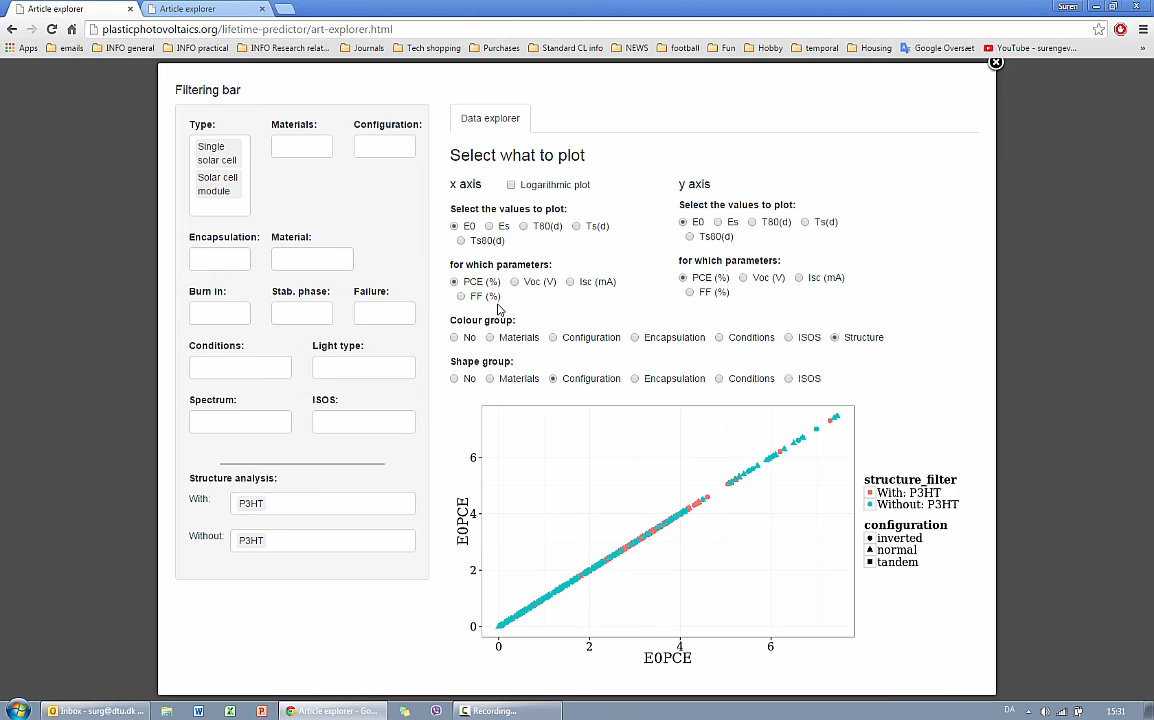 Article explorer
Article explorer
Suren
plasticphotovoltaics.org/lifetime-predictor/art-explorer.html
Apps emails INFO general INFO practical INFO Research relat... Journals Tech shopping Purchases Standard CL info NEWS football Fun Hobby temporal Housing Google Oversæt YouTube - surengev... »
Filtering bar
Type: Materials: Configuration:
Single
solar cell
Solar cell
module
Encapsulation: Material:
Burn in: Stab. phase: Failure:
Conditions: Light type:
Spectrum: ISOS:
Structure analysis:
With: P3HT
Without: P3HT
Data explorer
Select what to plot
x axis Logarithmic plot
Select the values to plot:
E0 Es T80(d) Ts(d)
Ts80(d)
for which parameters:
PCE (%) Voc (V) Isc (mA)
FF (%)
y axis
Select the values to plot:
E0 Es T80(d) Ts(d)
Ts80(d)
for which parameters:
PCE (%) Voc (V) Isc (mA)
FF (%)
Colour group:
No Materials Configuration Encapsulation Conditions ISOS Structure
Shape group:
No Materials Configuration Encapsulation Conditions ISOS
E0PCE
6
4
2
0
0 2 4 6
E0PCE
structure_filter
With: P3HT
Without: P3HT
configuration
inverted
normal
tandem
Inbox - surg@dtu.dk ...
Article explorer - Go...
Recording...
DA
15:31